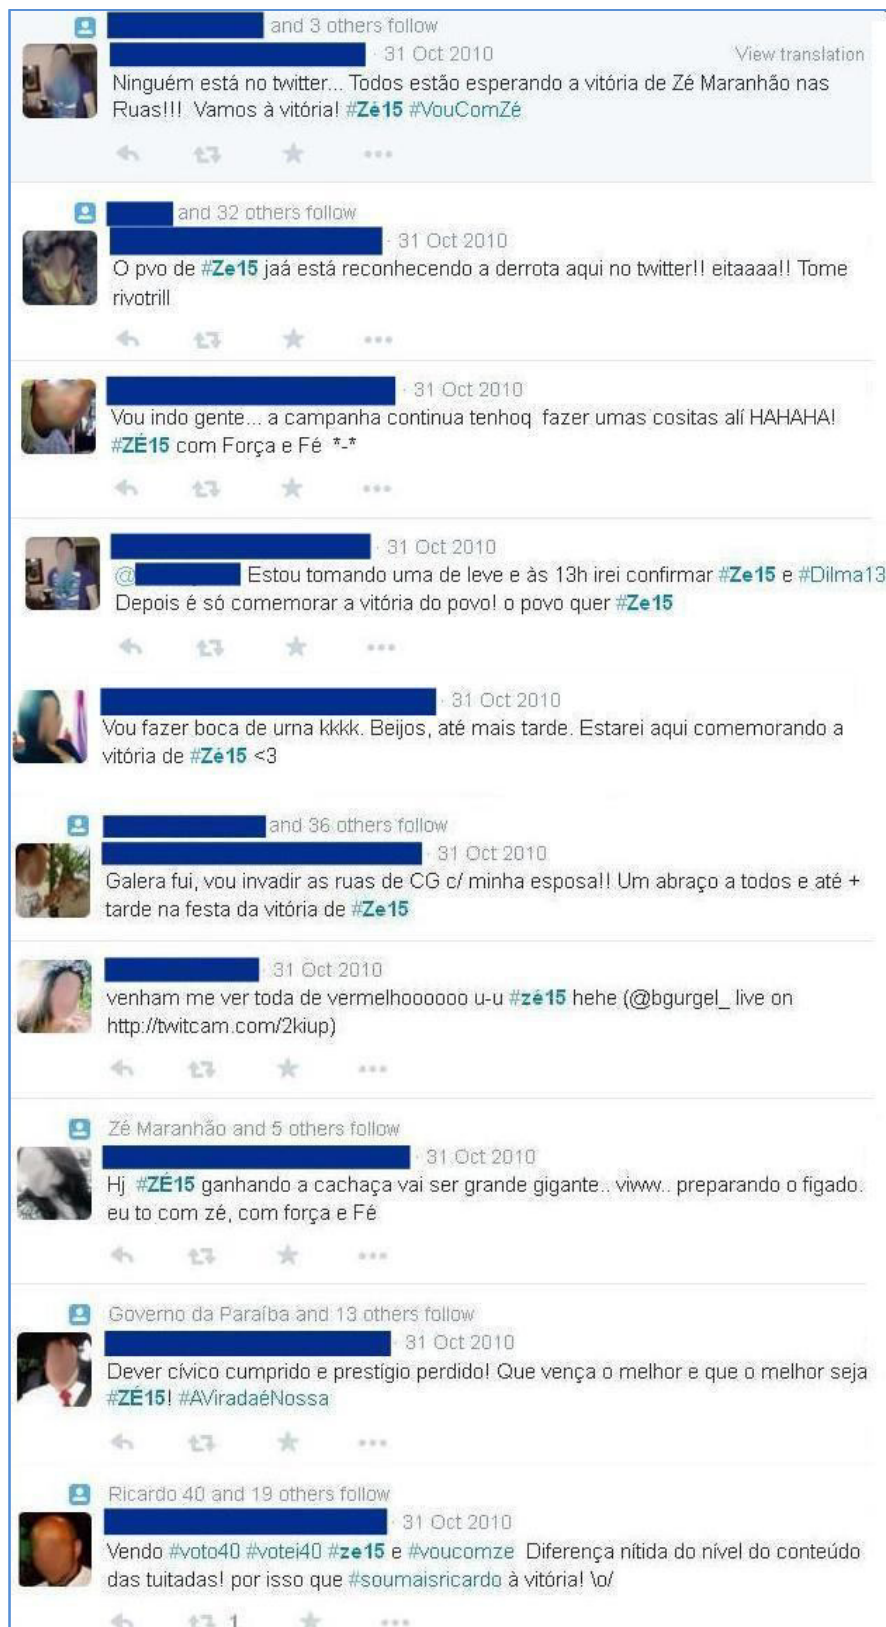 and 3 others follow
· 31 Oct 2010 View translation
Ninguém está no twitter... Todos estão esperando a vitória de Zé Maranhão nas
Ruas!!! Vamos à vitória! #Zé15 #VouComZé
and 32 others follow
· 31 Oct 2010
O pvo de #Ze15 jaá está reconhecendo a derrota aqui no twitter!! eitaaaa!! Tome
rivotrill
· 31 Oct 2010
Vou indo gente... a campanha continua tenhoq fazer umas cositas alí HAHAHA!
#ZÉ15 com Força e Fé *-*
· 31 Oct 2010
@ Estou tomando uma de leve e às 13h irei confirmar #Ze15 e #Dilma13
Depois é só comemorar a vitória do povo! o povo quer #Ze15
· 31 Oct 2010
Vou fazer boca de urna kkkk. Beijos, até mais tarde. Estarei aqui comemorando a
vitória de #Zé15 <3
and 36 others follow
· 31 Oct 2010
Galera fui, vou invadir as ruas de CG c/ minha esposa!! Um abraço a todos e até +
tarde na festa da vitória de #Ze15
· 31 Oct 2010
venham me ver toda de vermelhoooooo u-u #zé15 hehe (@bgurgel_ live on
http://twitcam.com/2kiup)
Zé Maranhão and 5 others follow
· 31 Oct 2010
Hj #ZÉ15 ganhando a cachaça vai ser grande gigante.. viww.. preparando o figado.
eu to com zé, com força e Fé
Governo da Paraíba and 13 others follow
· 31 Oct 2010
Dever cívico cumprido e prestígio perdido! Que vença o melhor e que o melhor seja
#ZÉ15! #AViradaéNossa
Ricardo 40 and 19 others follow
· 31 Oct 2010
Vendo #voto40 #votei40 #ze15 e #voucomze Diferença nítida do nível do conteúdo
das tuitadas! por isso que #soumaisricardo à vitória! \o/
1